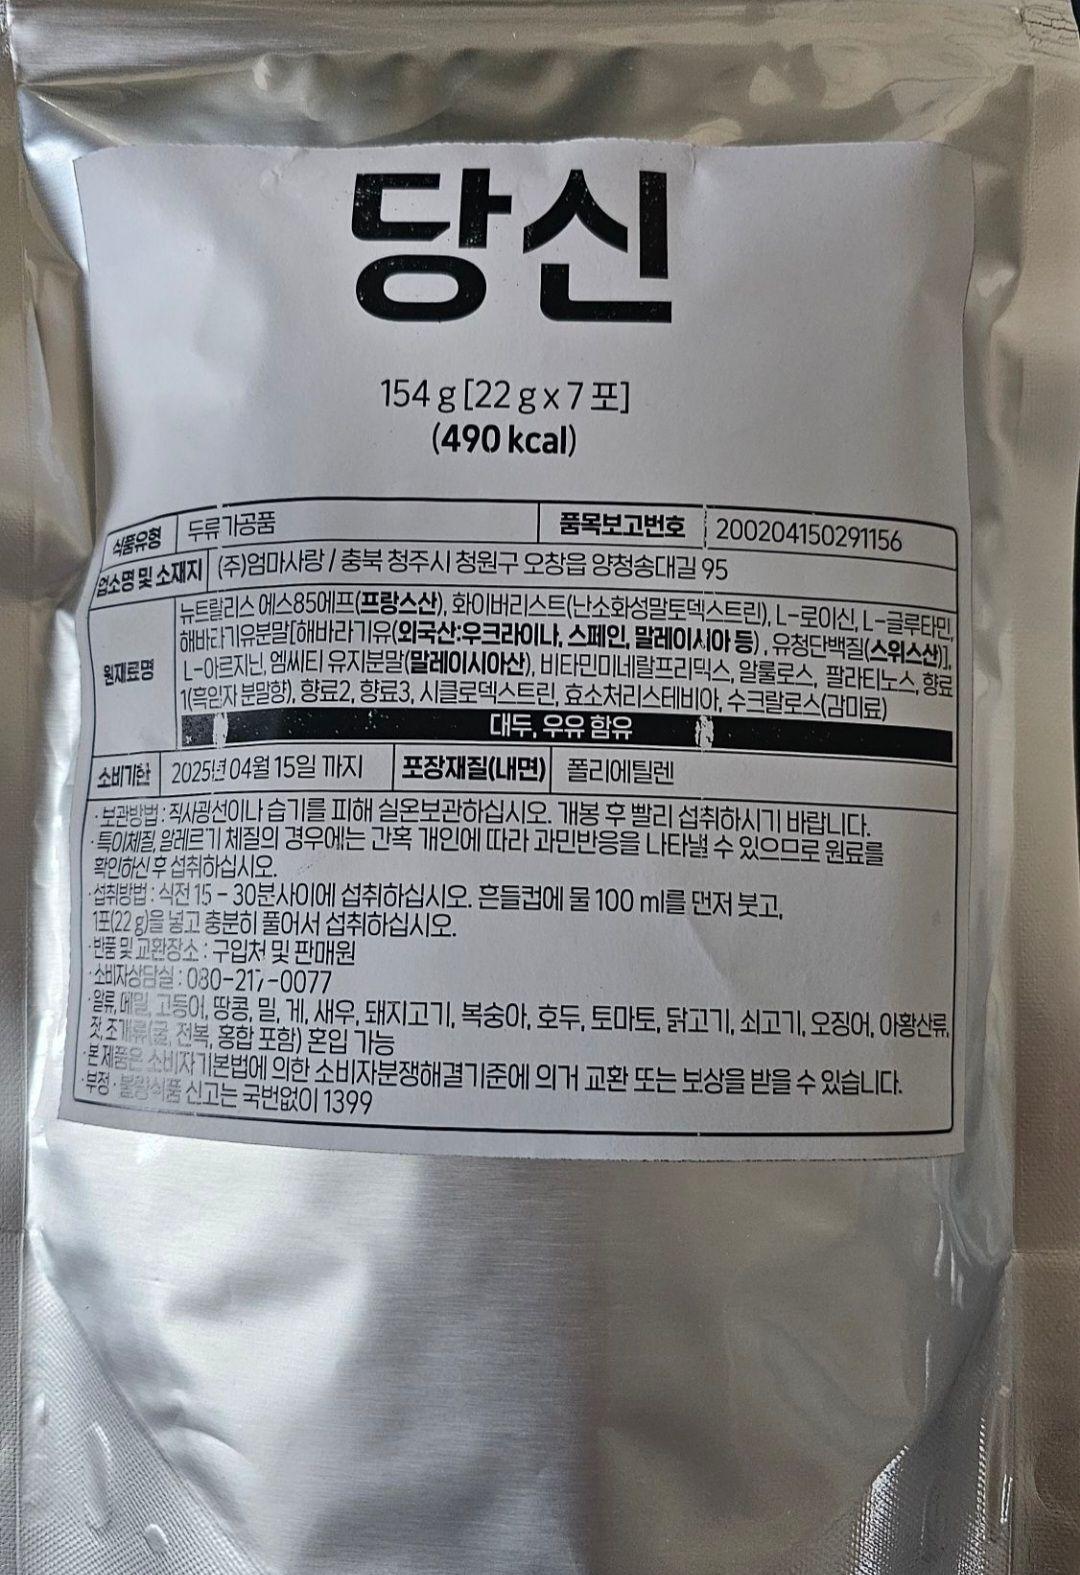 당신
154 g [22 g x 7 포]
(490 kcal)
식품유형 두류가공품 품목보고번호 200204150291156
업소명 및 소재지 (주)엄마사랑 / 충북 청주시 청원구 오창읍 양청송대길 95
원재료명 뉴트랄리스 에스85에프(프랑스산), 화이버리스트(난소화성말토덱스트린), L-로이신, L-글루타민,
해바라기유분말[해바라기유(외국산:우크라이나, 스페인, 말레이시아 등), 유청단백질(스위스산)],
L-아르지닌, 엠씨티 유지분말(말레이시아산), 비타민미네랄프리믹스, 알룰로스, 팔라티노스, 향료
1(흑임자 분말향), 향료2, 향료3, 시클로덱스트린, 효소처리스테비아, 수크랄로스(감미료)
대두, 우유 함유
소비기한 2025년 04월 15일 까지 포장재질(내면) 폴리에틸렌
· 보관방법 : 직사광선이나 습기를 피해 실온보관하십시오. 개봉 후 빨리 섭취하시기 바랍니다.
· 특이체질, 알레르기 체질의 경우에는 간혹 개인에 따라 과민반응을 나타낼 수 있으므로 원료를
확인하신 후 섭취하십시오.
· 섭취방법 : 식전 15 - 30분사이에 섭취하십시오. 흔들컵에 물 100 ml를 먼저 붓고,
1포(22 g)을 넣고 충분히 풀어서 섭취하십시오.
· 반품 및 교환장소 : 구입처 및 판매원
· 소비자상담실 : 080-217-0077
· 알류, 메밀, 고등어, 땅콩, 밀, 게, 새우, 돼지고기, 복숭아, 호두, 토마토, 닭고기, 쇠고기, 오징어, 아황산류,
잣, 조개류(굴, 전복, 홍합 포함) 혼입 가능
· 본 제품은 소비자기본법에 의한 소비자분쟁해결기준에 의거 교환 또는 보상을 받을 수 있습니다.
· 부정 · 불량식품 신고는 국번없이 1399